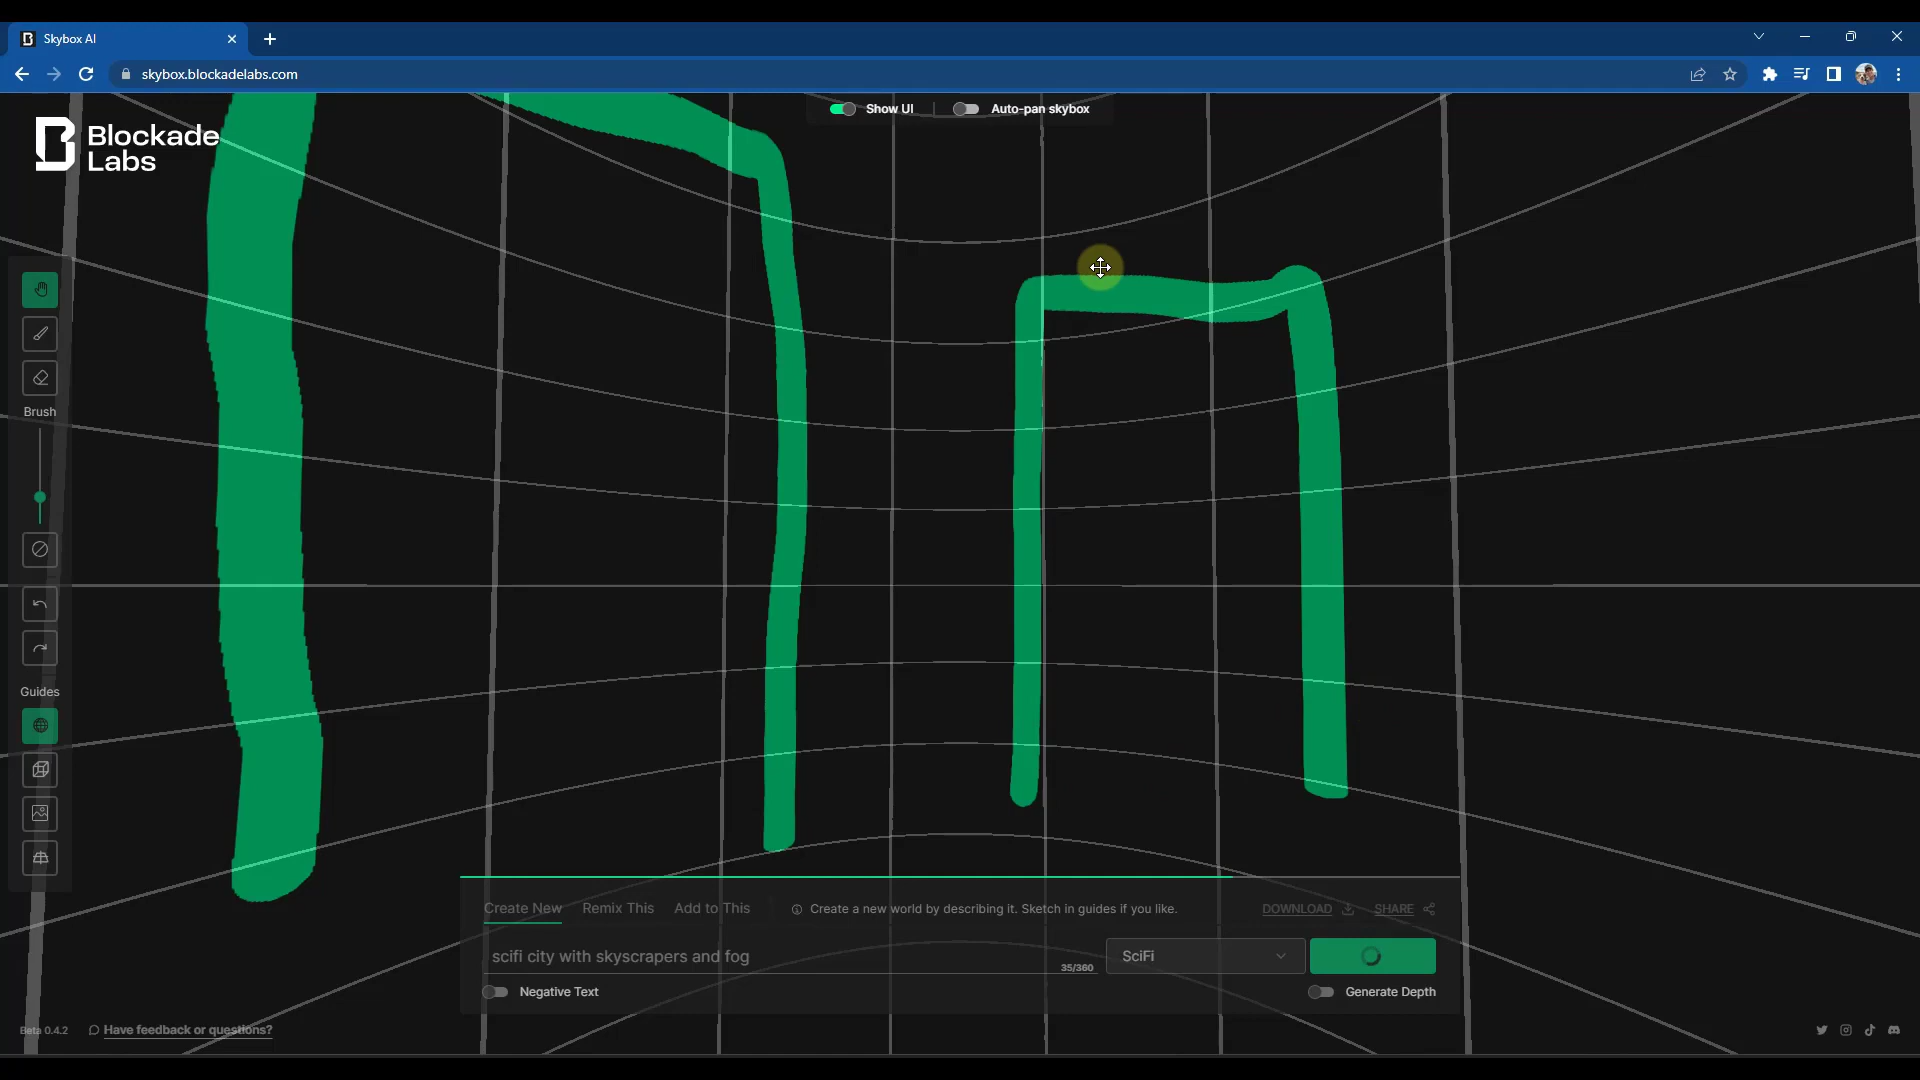 Skybox AI
skybox.blockadelabs.com
Show UI
Auto-pan skybox
Blockade
Labs
Brush
Guides
Create New
Remix This
Add to This
Create a new world by describing it. Sketch in guides if you like.
DOWNLOAD
SHARE
scifi city with skyscrapers and fog
35/360
SciFi
Negative Text
Generate Depth
Beta 0.4.2
Have feedback or questions?